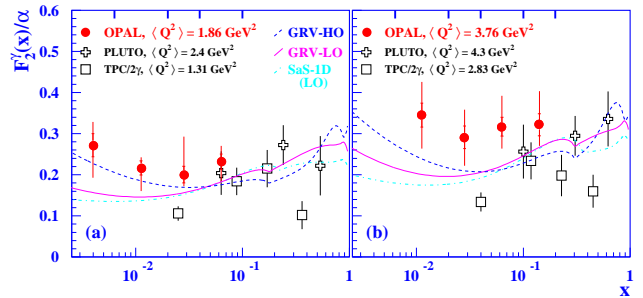 F₂^γ(x)/α
OPAL, ⟨ Q² ⟩ = 1.86 GeV²
PLUTO, ⟨ Q² ⟩ = 2.4 GeV²
TPC/2γ, ⟨ Q² ⟩ = 1.31 GeV²
GRV-HO
GRV-LO
SaS-1D
(LO)
OPAL, ⟨ Q² ⟩ = 3.76 GeV²
PLUTO, ⟨ Q² ⟩ = 4.3 GeV²
TPC/2γ, ⟨ Q² ⟩ = 2.83 GeV²
0.6
0.5
0.4
0.3
0.2
0.1
0
(a)
(b)
10⁻² 10⁻¹ 1 10⁻² 10⁻¹ 1
x